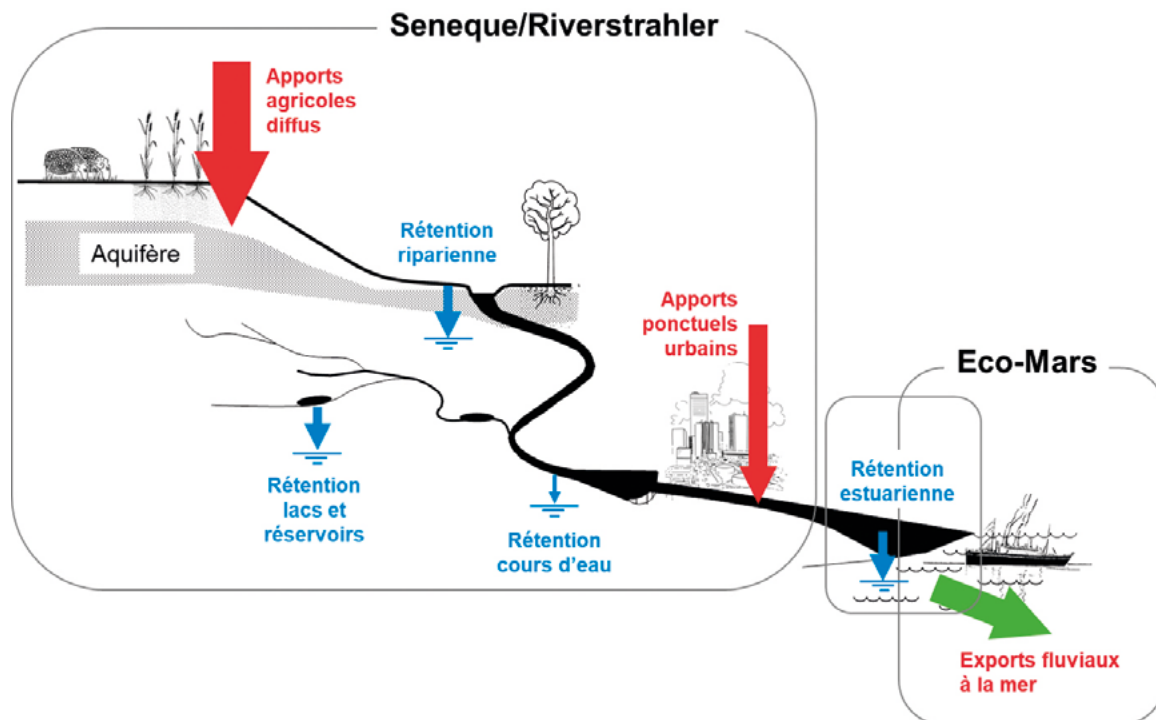 Seneque/Riverstrahler
Apports
agricoles
diffus
Aquifère
Rétention
riparienne
Apports
ponctuels
urbains
Eco-Mars
Rétention
estuarienne
Rétention
lacs et
réservoirs
Rétention
cours d’eau
Exports fluviaux
à la mer